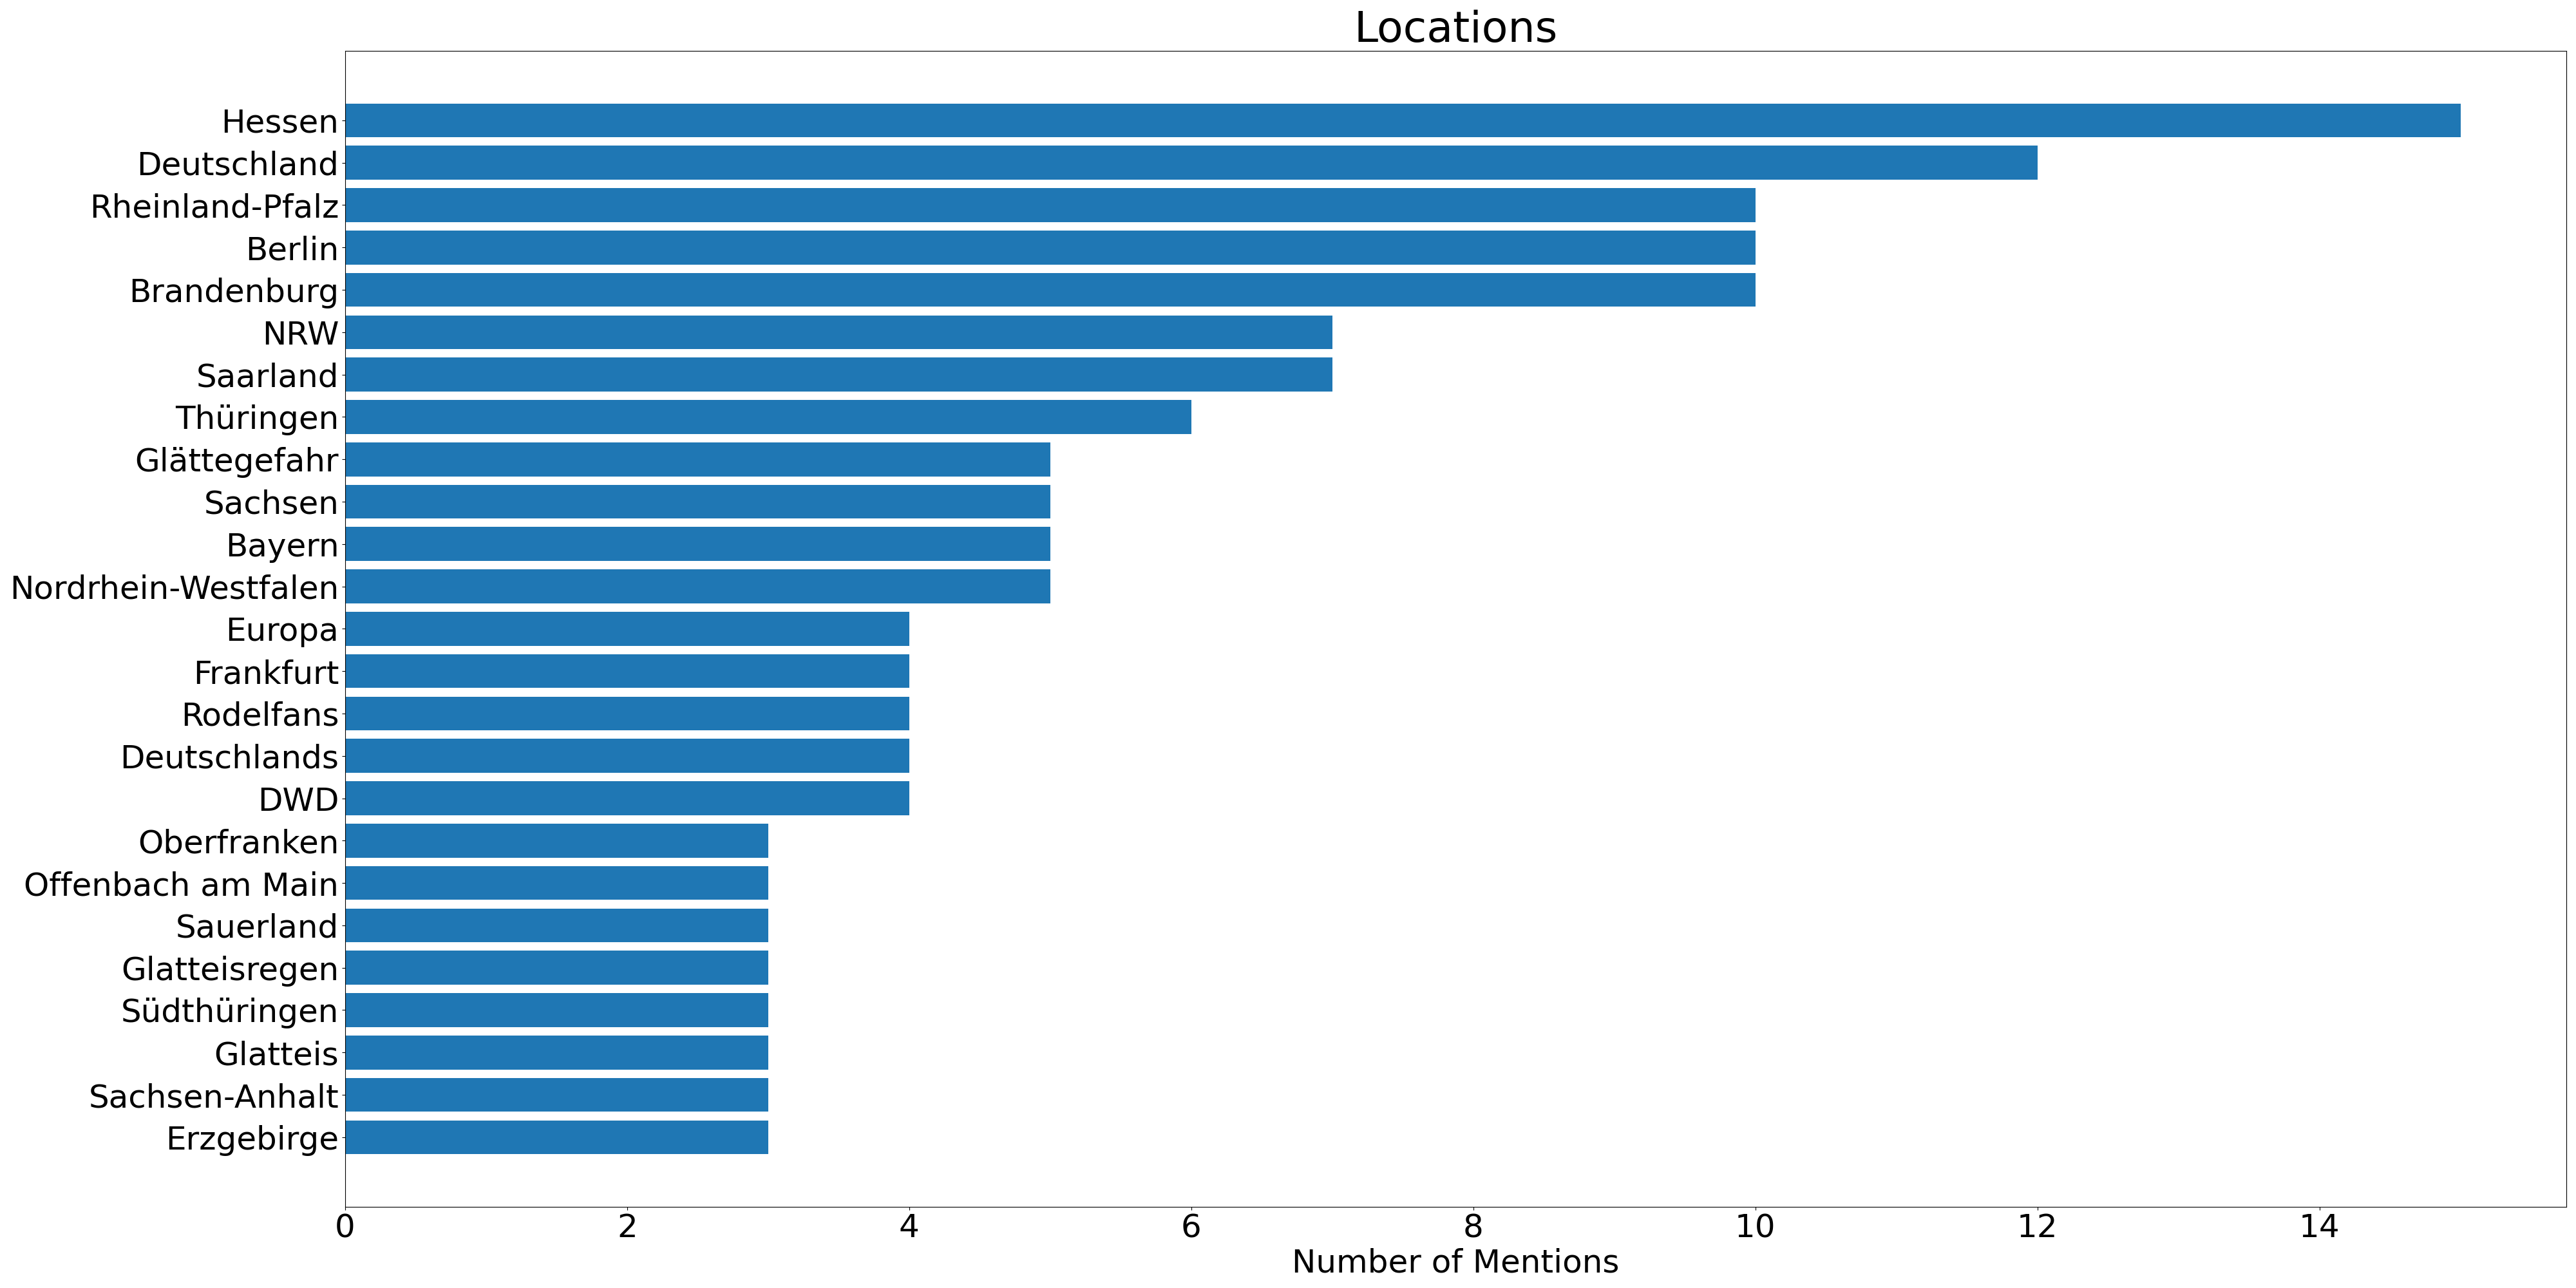 Locations
Hessen
Deutschland
Rheinland-Pfalz
Berlin
Brandenburg
NRW
Saarland
Thüringen
Glättegefahr
Sachsen
Bayern
Nordrhein-Westfalen
Europa
Frankfurt
Rodelfans
Deutschlands
DWD
Oberfranken
Offenbach am Main
Sauerland
Glatteisregen
Südthüringen
Glatteis
Sachsen-Anhalt
Erzgebirge
0 2 4 6 8 10 12 14
Number of Mentions